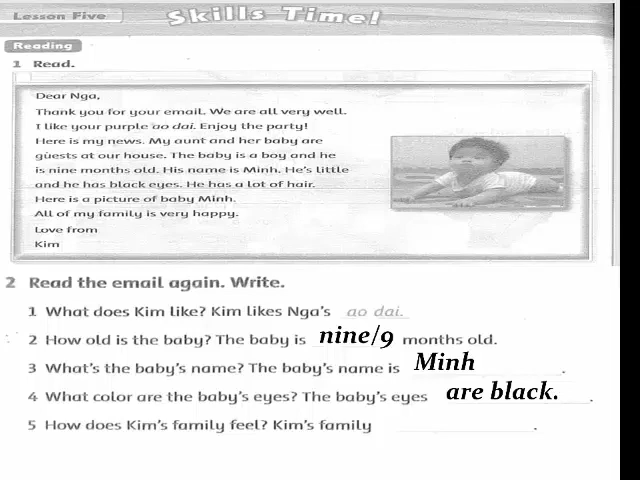 Lesson Five
Skills Time!
Reading
1 Read.
Dear Nga,
Thank you for your email. We are all very well.
I like your purple ao dai. Enjoy the party!
Here is my news. My aunt and her baby are
guests at our house. The baby is a boy and he
is nine months old. His name is Minh. He's little
and he has black eyes. He has a lot of hair.
Here is a picture of baby Minh.
All of my family is very happy.
Love from
Kim
2 Read the email again. Write.
1 What does Kim like? Kim likes Nga's ao dai.
2 How old is the baby? The baby is nine/9 months old.
3 What's the baby's name? The baby's name is Minh .
4 What color are the baby's eyes? The baby's eyes are black. .
5 How does Kim's family feel? Kim's family .